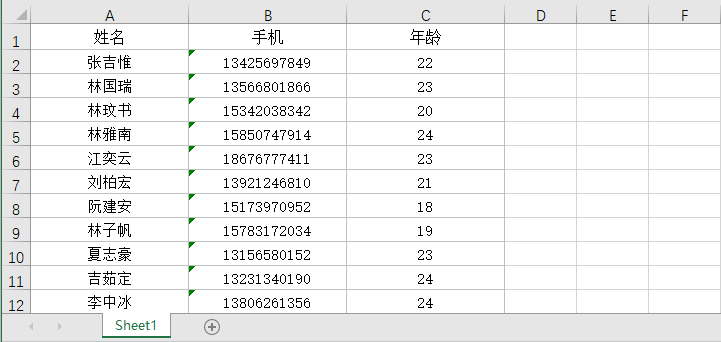 A B C D E F
1 姓名 手机 年龄
2 张吉惟 13425697849 22
3 林国瑞 13566801866 23
4 林玟书 15342038342 20
5 林雅南 15850747914 24
6 江奕云 18676777411 23
7 刘柏宏 13921246810 21
8 阮建安 15173970952 18
9 林子帆 15783172034 19
10 夏志豪 13156580152 23
11 吉茹定 13231340190 24
12 李中冰 13806261356 24
Sheet1